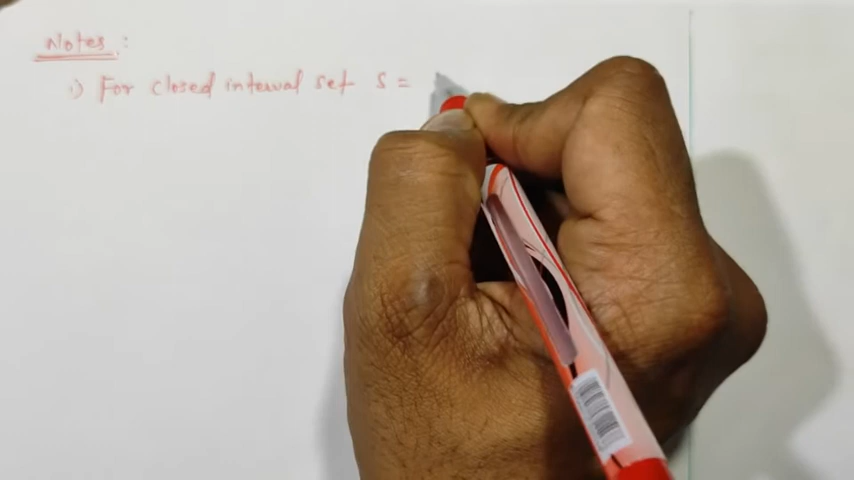 Notes :
i) For closed interval set S =